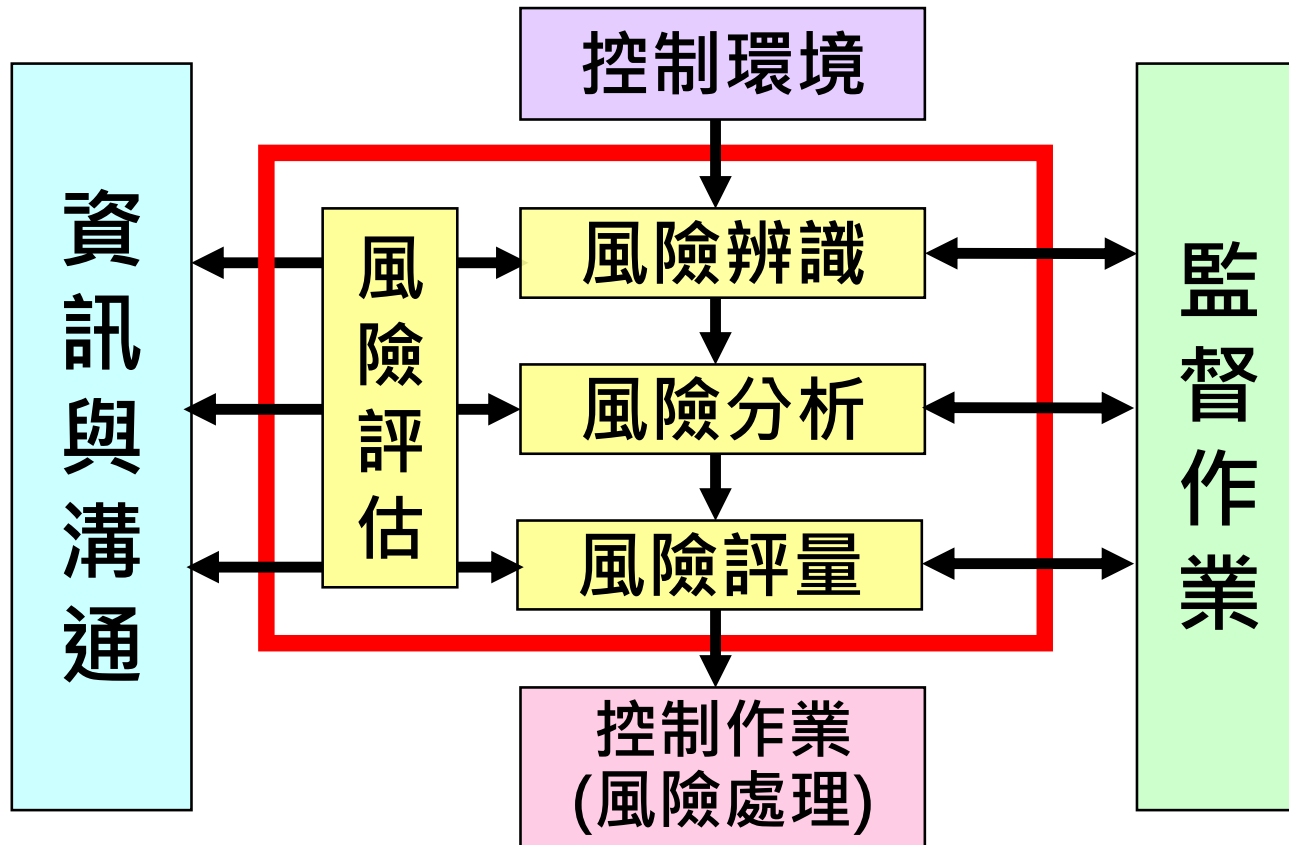 控制環境
資訊與溝通
風險評估
風險辨識
風險分析
風險評量
監督作業
控制作業
(風險處理)